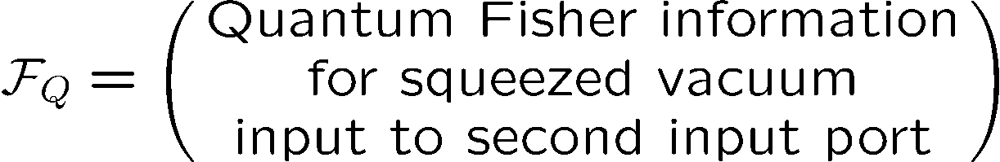 Quantum Fisher information
ℱ_Q = ( for squeezed vacuum )
input to second input port